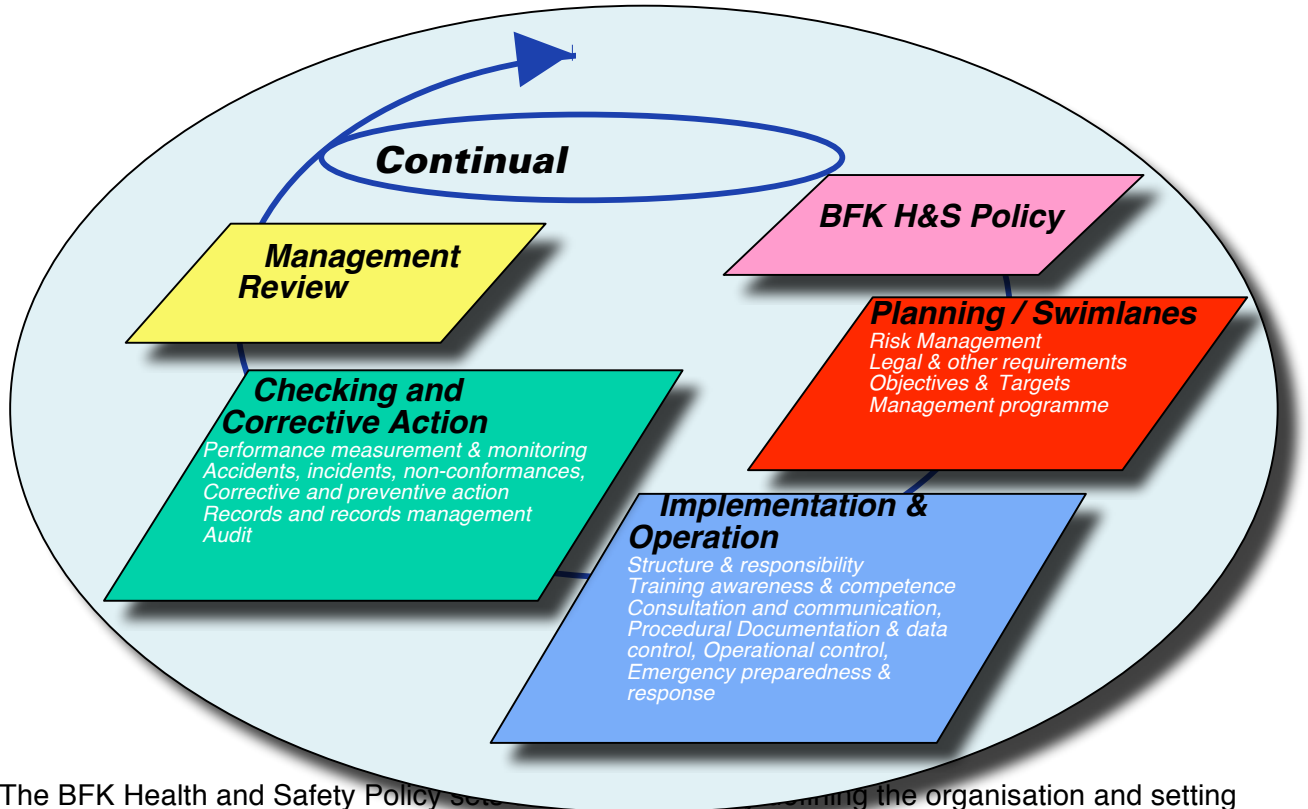 Continual
BFK H&S Policy
Management
Review
Planning / Swimlanes
Risk Management
Legal & other requirements
Objectives & Targets
Management programme
Checking and
Corrective Action
Performance measurement & monitoring
Accidents, incidents, non-conformances,
Corrective and preventive action
Records and records management
Audit
Implementation &
Operation
Structure & responsibility
Training awareness & competence
Consultation and communication,
Procedural Documentation & data
control, Operational control,
Emergency preparedness &
response
The BFK Health and Safety Policy sets defining the organisation and setting